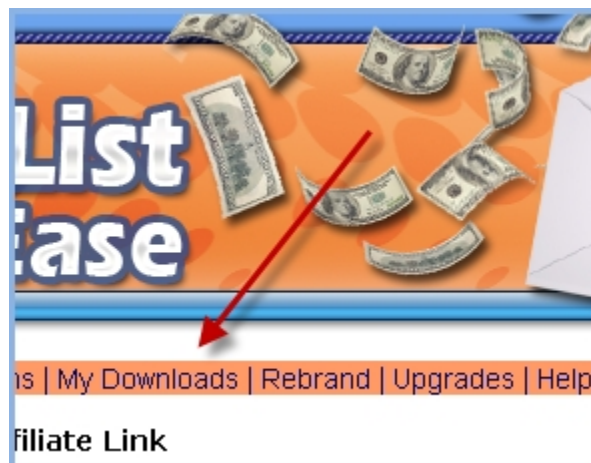 List
Ease
ns | My Downloads | Rebrand | Upgrades | Help
filiate Link